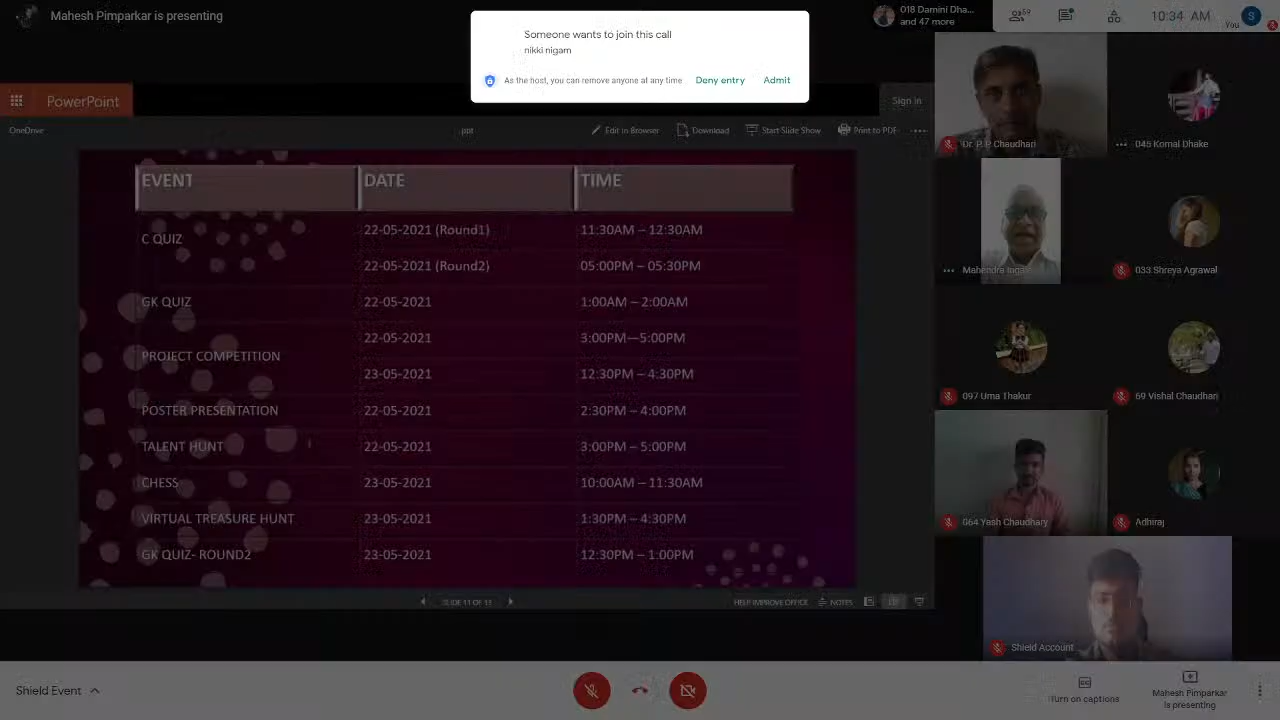 Mahesh Pimparkar is presenting
Someone wants to join this call
nikki nigam
As the host, you can remove anyone at any time
Deny entry
Admit
018 Damini Dha...
and 47 more
59
10:34 AM
You
S
PowerPoint
Sign in
OneDrive
.ppt
Edit in Browser
Download
Start Slide Show
Print to PDF
EVENT DATE TIME
C QUIZ 22-05-2021 (Round1) 11:30AM – 12:30AM
22-05-2021 (Round2) 05:00PM – 05:30PM
GK QUIZ 22-05-2021 1:00AM – 2:00AM
PROJECT COMPETITION 22-05-2021 3:00PM—5:00PM
23-05-2021 12:30PM – 4:30PM
POSTER PRESENTATION 22-05-2021 2:30PM – 4:00PM
TALENT HUNT 22-05-2021 3:00PM – 5:00PM
CHESS 23-05-2021 10:00AM – 11:30AM
VIRTUAL TREASURE HUNT 23-05-2021 1:30PM – 4:30PM
GK QUIZ- ROUND2 23-05-2021 12:30PM – 1:00PM
SLIDE 11 OF 13
HELP IMPROVE OFFICE
NOTES
Dr. P. P Chaudhari
045 Komal Dhake
Mahendra Ingale
033 Shreya Agrawal
097 Uma Thakur
69 Vishal Chaudhari
064 Yash Chaudhary
Adhiraj
Shield Account
Shield Event
Turn on captions
Mahesh Pimparkar
is presenting